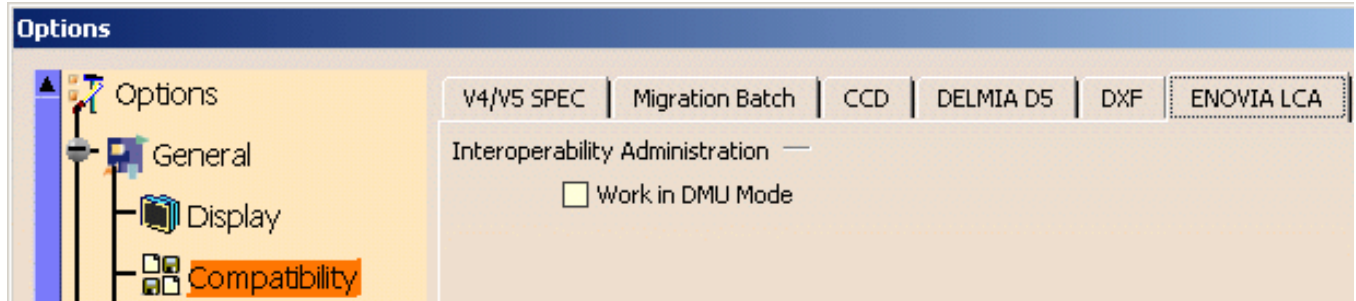 Options
Options
General
Display
Compatibility
V4/V5 SPEC Migration Batch CCD DELMIA D5 DXF ENOVIA LCA
Interoperability Administration
Work in DMU Mode